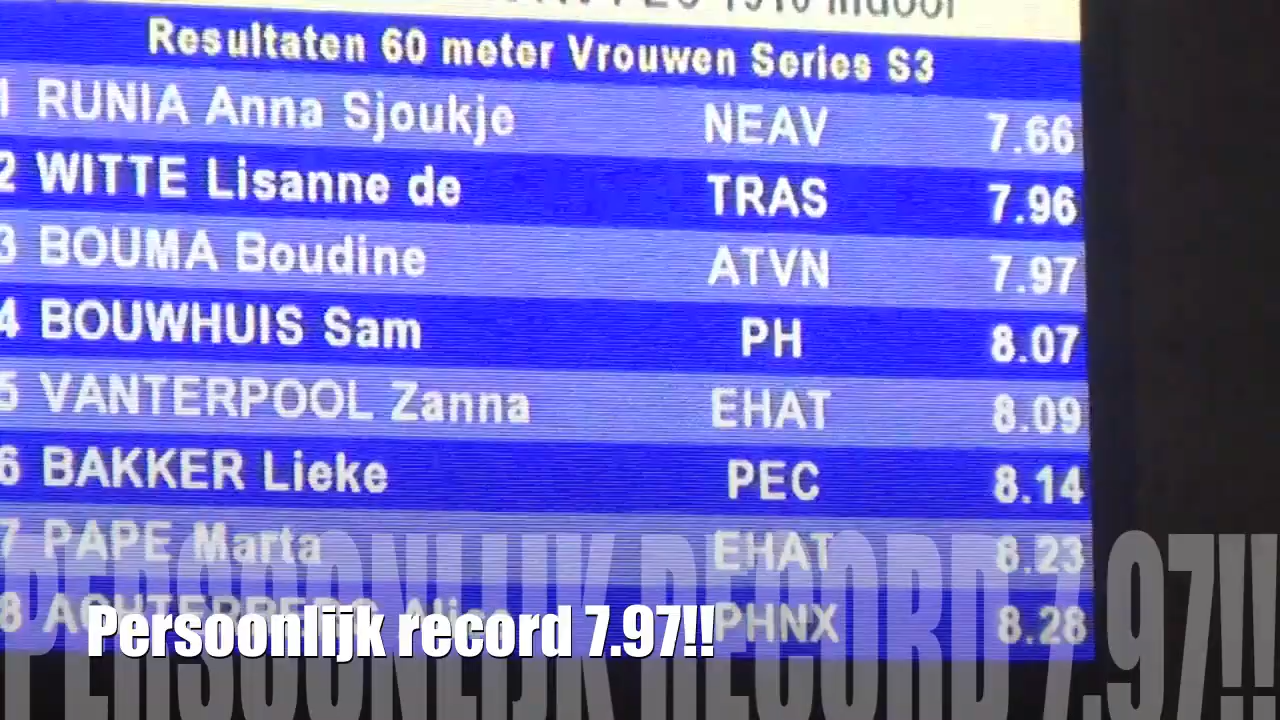 1910 Indoor
Resultaten 60 meter Vrouwen Series S3
1 RUNIA Anna Sjoukje NEAV 7.66
2 WITTE Lisanne de TRAS 7.96
3 BOUMA Boudine ATVN 7.97
4 BOUWHUIS Sam PH 8.07
5 VANTERPOOL Zanna EHAT 8.09
6 BAKKER Lieke PEC 8.14
7 PAPE Marta EHAT 8.23
8 PHNX 8.28
PERSOONLIJK RECORD 7.97!!
Persoonlijk record 7.97!!